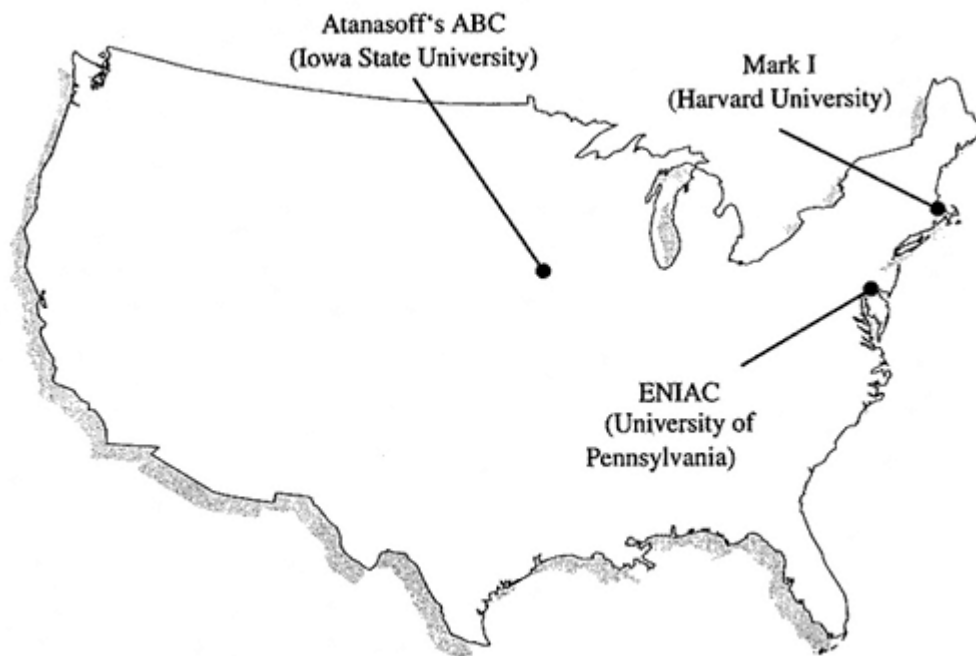 Atanasoff‘s ABC
(Iowa State University)
Mark I
(Harvard University)
ENIAC
(University of
Pennsylvania)